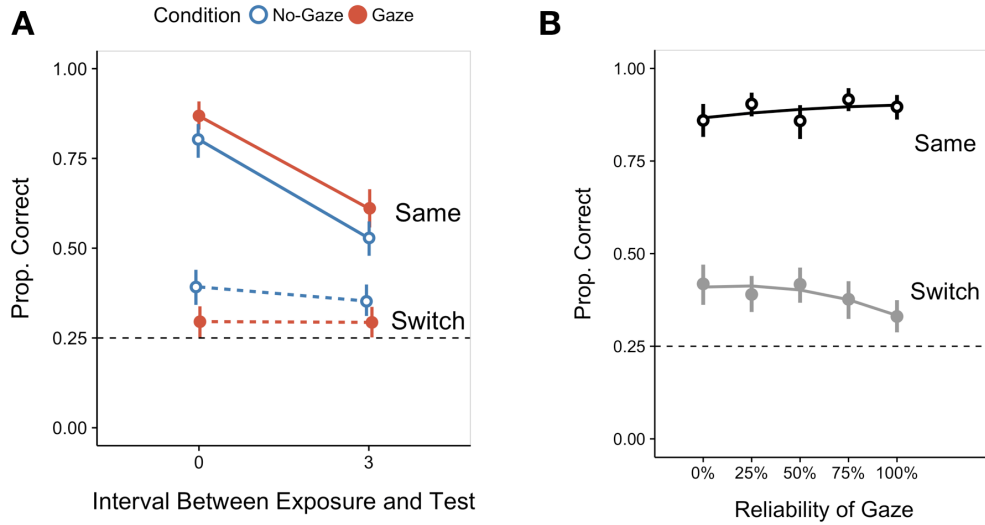 A
Condition No-Gaze Gaze
Prop. Correct
1.00
0.75
0.50
0.25
0.00
Same
Switch
0 3
Interval Between Exposure and Test
B
Prop. Correct
1.00
0.75
0.50
0.25
0.00
Same
Switch
0% 25% 50% 75% 100%
Reliability of Gaze